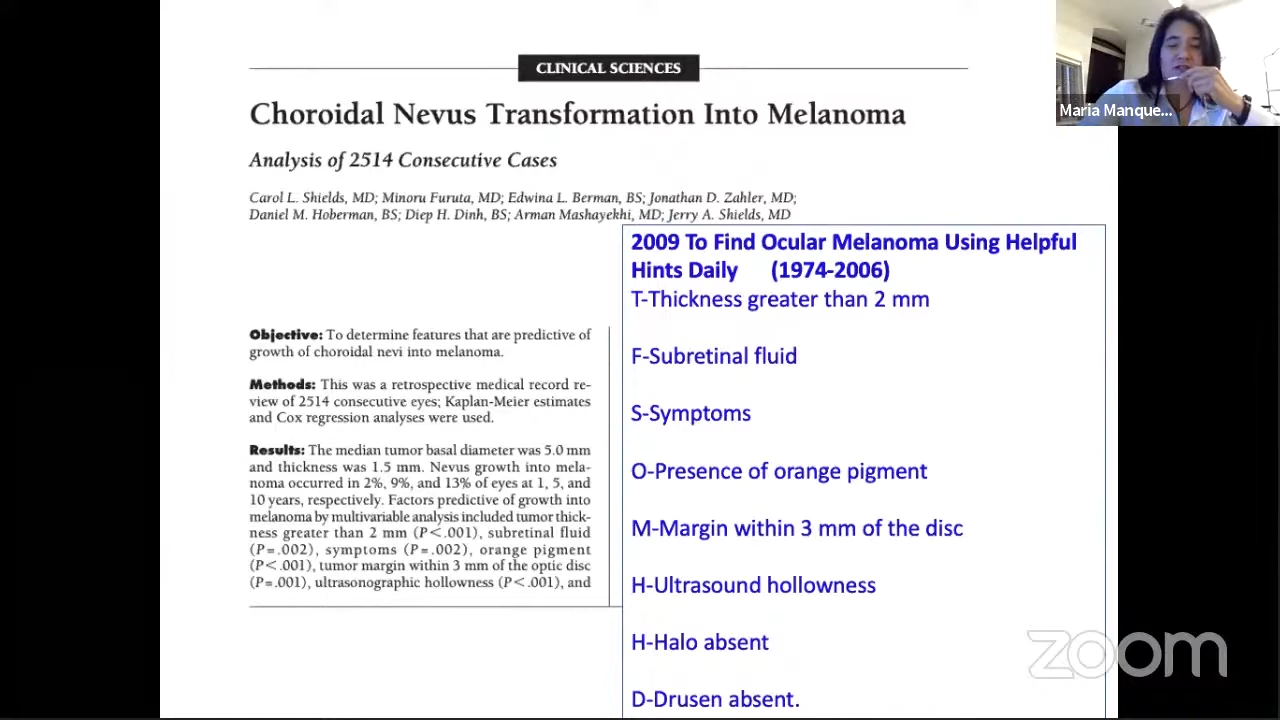 CLINICAL SCIENCES
Choroidal Nevus Transformation Into Melanoma
Analysis of 2514 Consecutive Cases
Carol L. Shields, MD; Minoru Furuta, MD; Edwina L. Berman, BS; Jonathan D. Zahler, MD;
Daniel M. Hoberman, BS; Diep H. Dinh, BS; Arman Mashayekhi, MD; Jerry A. Shields, MD
Objective: To determine features that are predictive of
growth of choroidal nevi into melanoma.
Methods: This was a retrospective medical record re-
view of 2514 consecutive eyes; Kaplan-Meier estimates
and Cox regression analyses were used.
Results: The median tumor basal diameter was 5.0 mm
and thickness was 1.5 mm. Nevus growth into mela-
noma occurred in 2%, 9%, and 13% of eyes at 1, 5, and
10 years, respectively. Factors predictive of growth into
melanoma by multivariable analysis included tumor thick-
ness greater than 2 mm (P<.001), subretinal fluid
(P=.002), symptoms (P=.002), orange pigment
(P<.001), tumor margin within 3 mm of the optic disc
(P=.001), ultrasonographic hollowness (P<.001), and
2009 To Find Ocular Melanoma Using Helpful
Hints Daily (1974-2006)
T-Thickness greater than 2 mm
F-Subretinal fluid
S-Symptoms
O-Presence of orange pigment
M-Margin within 3 mm of the disc
H-Ultrasound hollowness
H-Halo absent
D-Drusen absent.
Maria Manque...
zoom